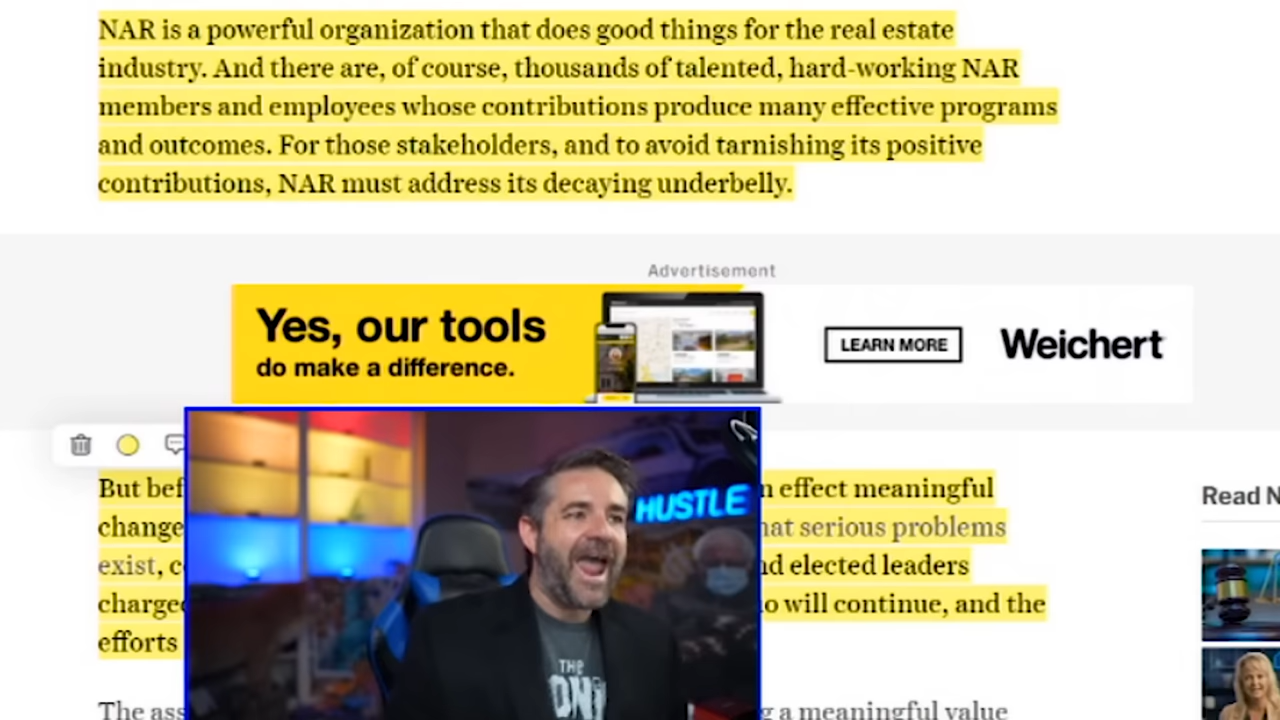 NAR is a powerful organization that does good things for the real estate
industry. And there are, of course, thousands of talented, hard-working NAR
members and employees whose contributions produce many effective programs
and outcomes. For those stakeholders, and to avoid tarnishing its positive
contributions, NAR must address its decaying underbelly.
Advertisement
Yes, our tools
do make a difference.
LEARN MORE
Weichert
But bef
n effect meaningful
change
hat serious problems
exist, c
nd elected leaders
charge
o will continue, and the
efforts
The ass
g a meaningful value
Read N
HUSTLE
THE